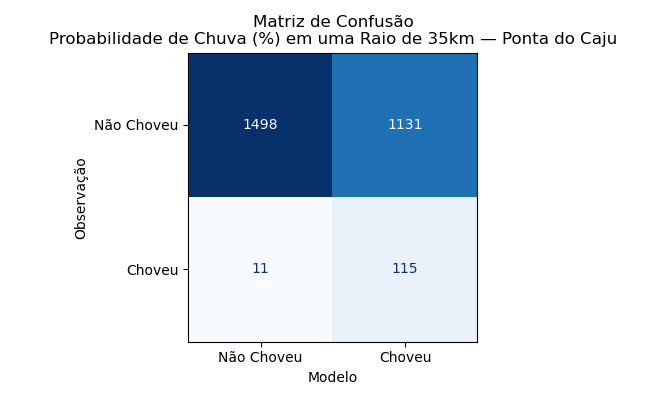 Matriz de Confusão
Probabilidade de Chuva (%) em uma Raio de 35km — Ponta do Caju
Não Choveu
1498
1131
Observação
Choveu
11
115
Não Choveu
Choveu
Modelo